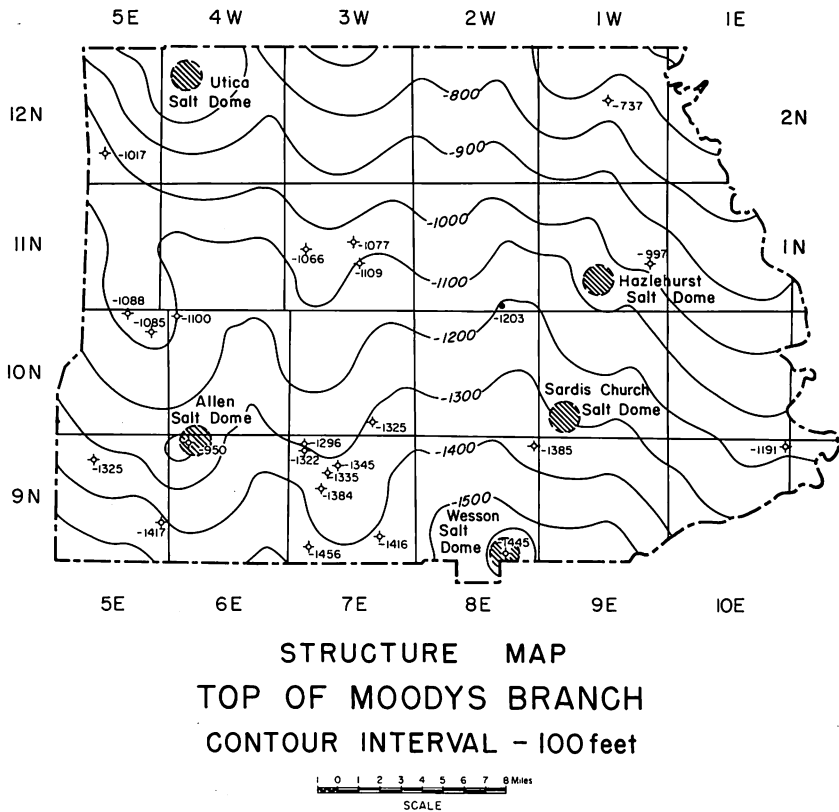 5E 4W 3W 2W 1W 1E
12N
2N
11N
1N
10N
9N
Utica
Salt Dome
-800
-737
-900
-1017
-1000
-1077
-1066
-1109
-1100
-997
Hazlehurst
Salt Dome
-1088
-1085
-1100
-1203
-1200
-1300
Sardis Church
Salt Dome
Allen
Salt Dome
-1325
-950
-1296
-1322
-1345
-1335
-1384
-1325
-1400
-1385
-1191
-1500
Wesson
Salt
Dome
-1445
-1417
-1456
-1416
5E 6E 7E 8E 9E 10E
STRUCTURE MAP
TOP OF MOODYS BRANCH
CONTOUR INTERVAL - 100 feet
1 0 1 2 3 4 5 6 7 8 Miles
SCALE